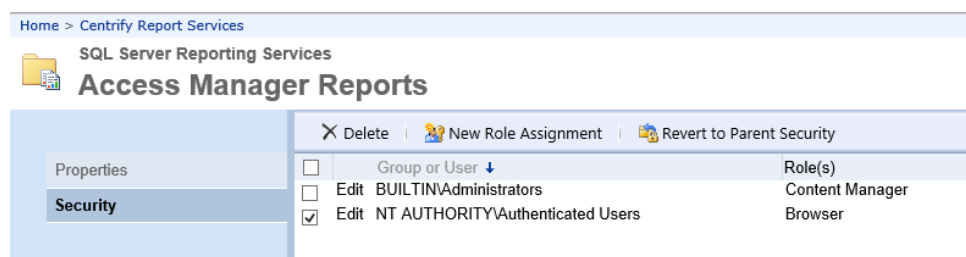 Home > Centrify Report Services
SQL Server Reporting Services
Access Manager Reports
Delete New Role Assignment Revert to Parent Security
Properties
Security
Group or User Role(s)
Edit BUILTIN\Administrators Content Manager
Edit NT AUTHORITY\Authenticated Users Browser